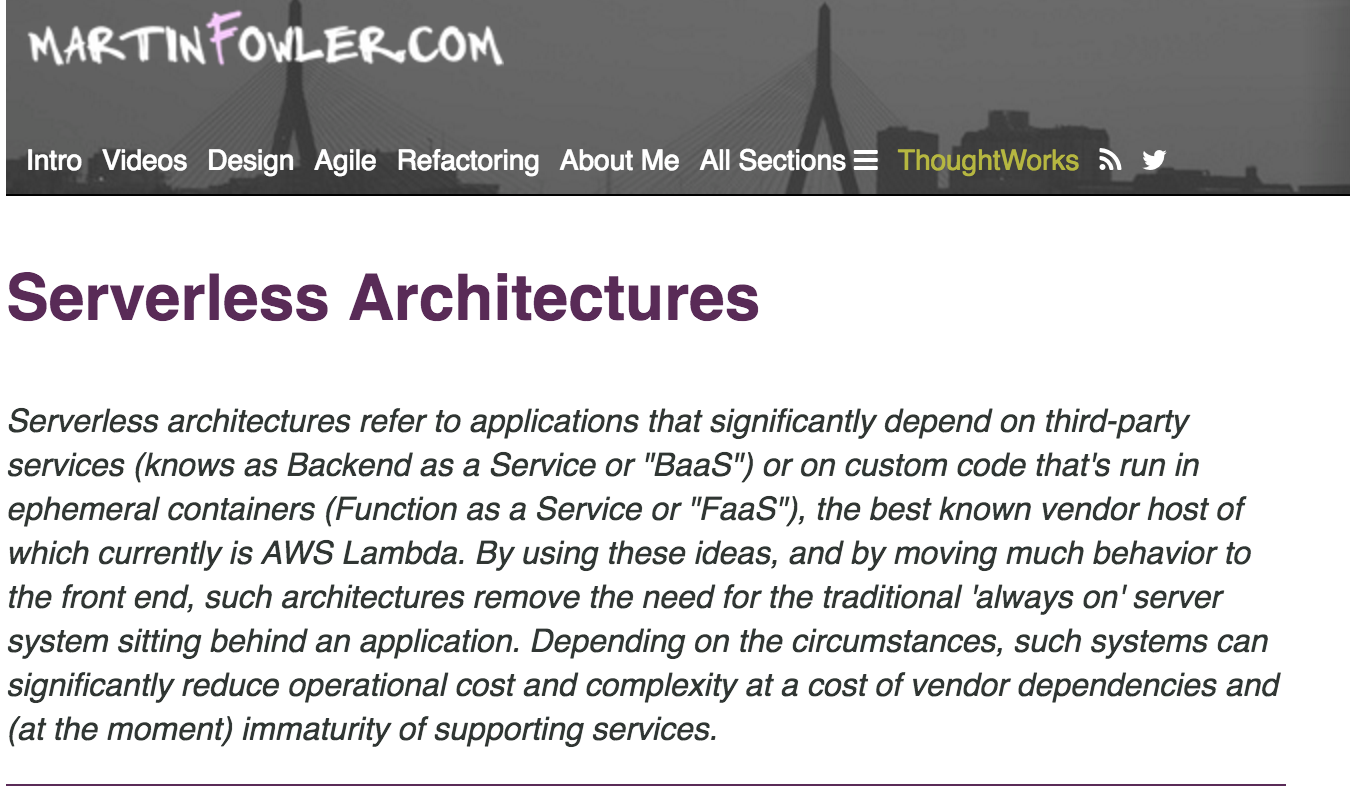 MARTINFOWLER.COM
Intro Videos Design Agile Refactoring About Me All Sections ThoughtWorks
Serverless Architectures
Serverless architectures refer to applications that significantly depend on third-party
services (knows as Backend as a Service or "BaaS") or on custom code that's run in
ephemeral containers (Function as a Service or "FaaS"), the best known vendor host of
which currently is AWS Lambda. By using these ideas, and by moving much behavior to
the front end, such architectures remove the need for the traditional 'always on' server
system sitting behind an application. Depending on the circumstances, such systems can
significantly reduce operational cost and complexity at a cost of vendor dependencies and
(at the moment) immaturity of supporting services.